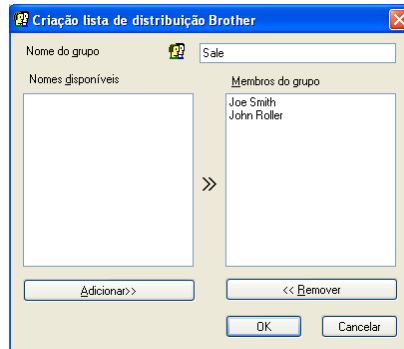 Criação lista de distribuição Brother
Nome do grupo
Sale
Nomes disponíveis
Membros do grupo
Joe Smith
John Roller
Adicionar>>
<< Remover
OK
Cancelar